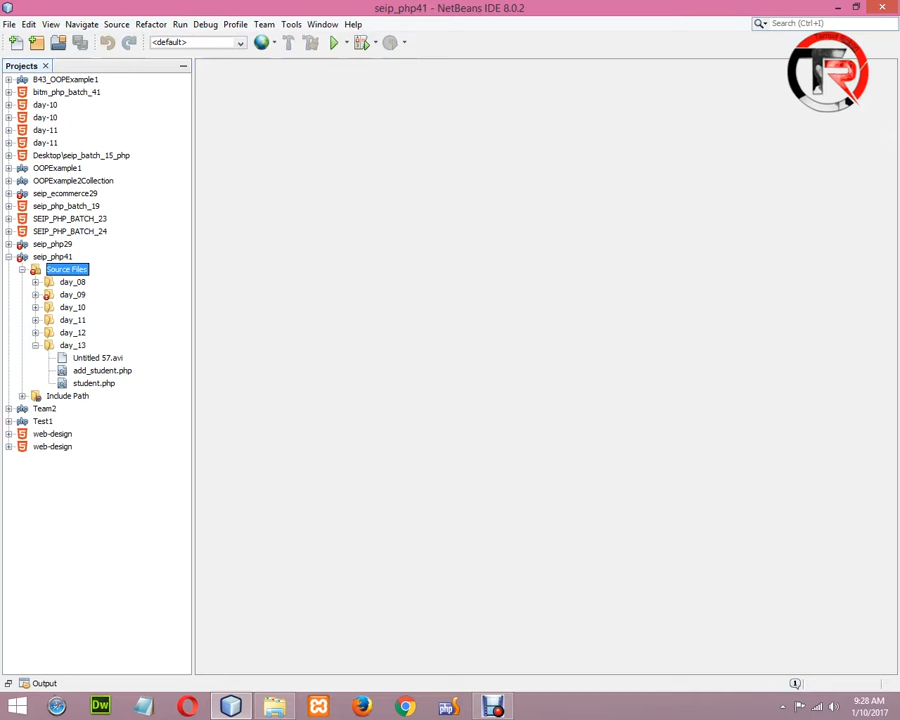 seip_php41 - NetBeans IDE 8.0.2
File Edit View Navigate Source Refactor Run Debug Profile Team Tools Window Help
Search (Ctrl+I)
<default>
Projects
B43_OOPExample1
bitm_php_batch_41
day-10
day-10
day-11
day-11
Desktop\seip_batch_15_php
OOPExample1
OOPExample2Collection
seip_ecommerce29
seip_php_batch_19
SEIP_PHP_BATCH_23
SEIP_PHP_BATCH_24
seip_php29
seip_php41
Source Files
day_08
day_09
day_10
day_11
day_12
day_13
Untitled 57.avi
add_student.php
student.php
Include Path
Team2
Test1
web-design
web-design
TR
Output
Dw
php
9:28 AM
1/10/2017